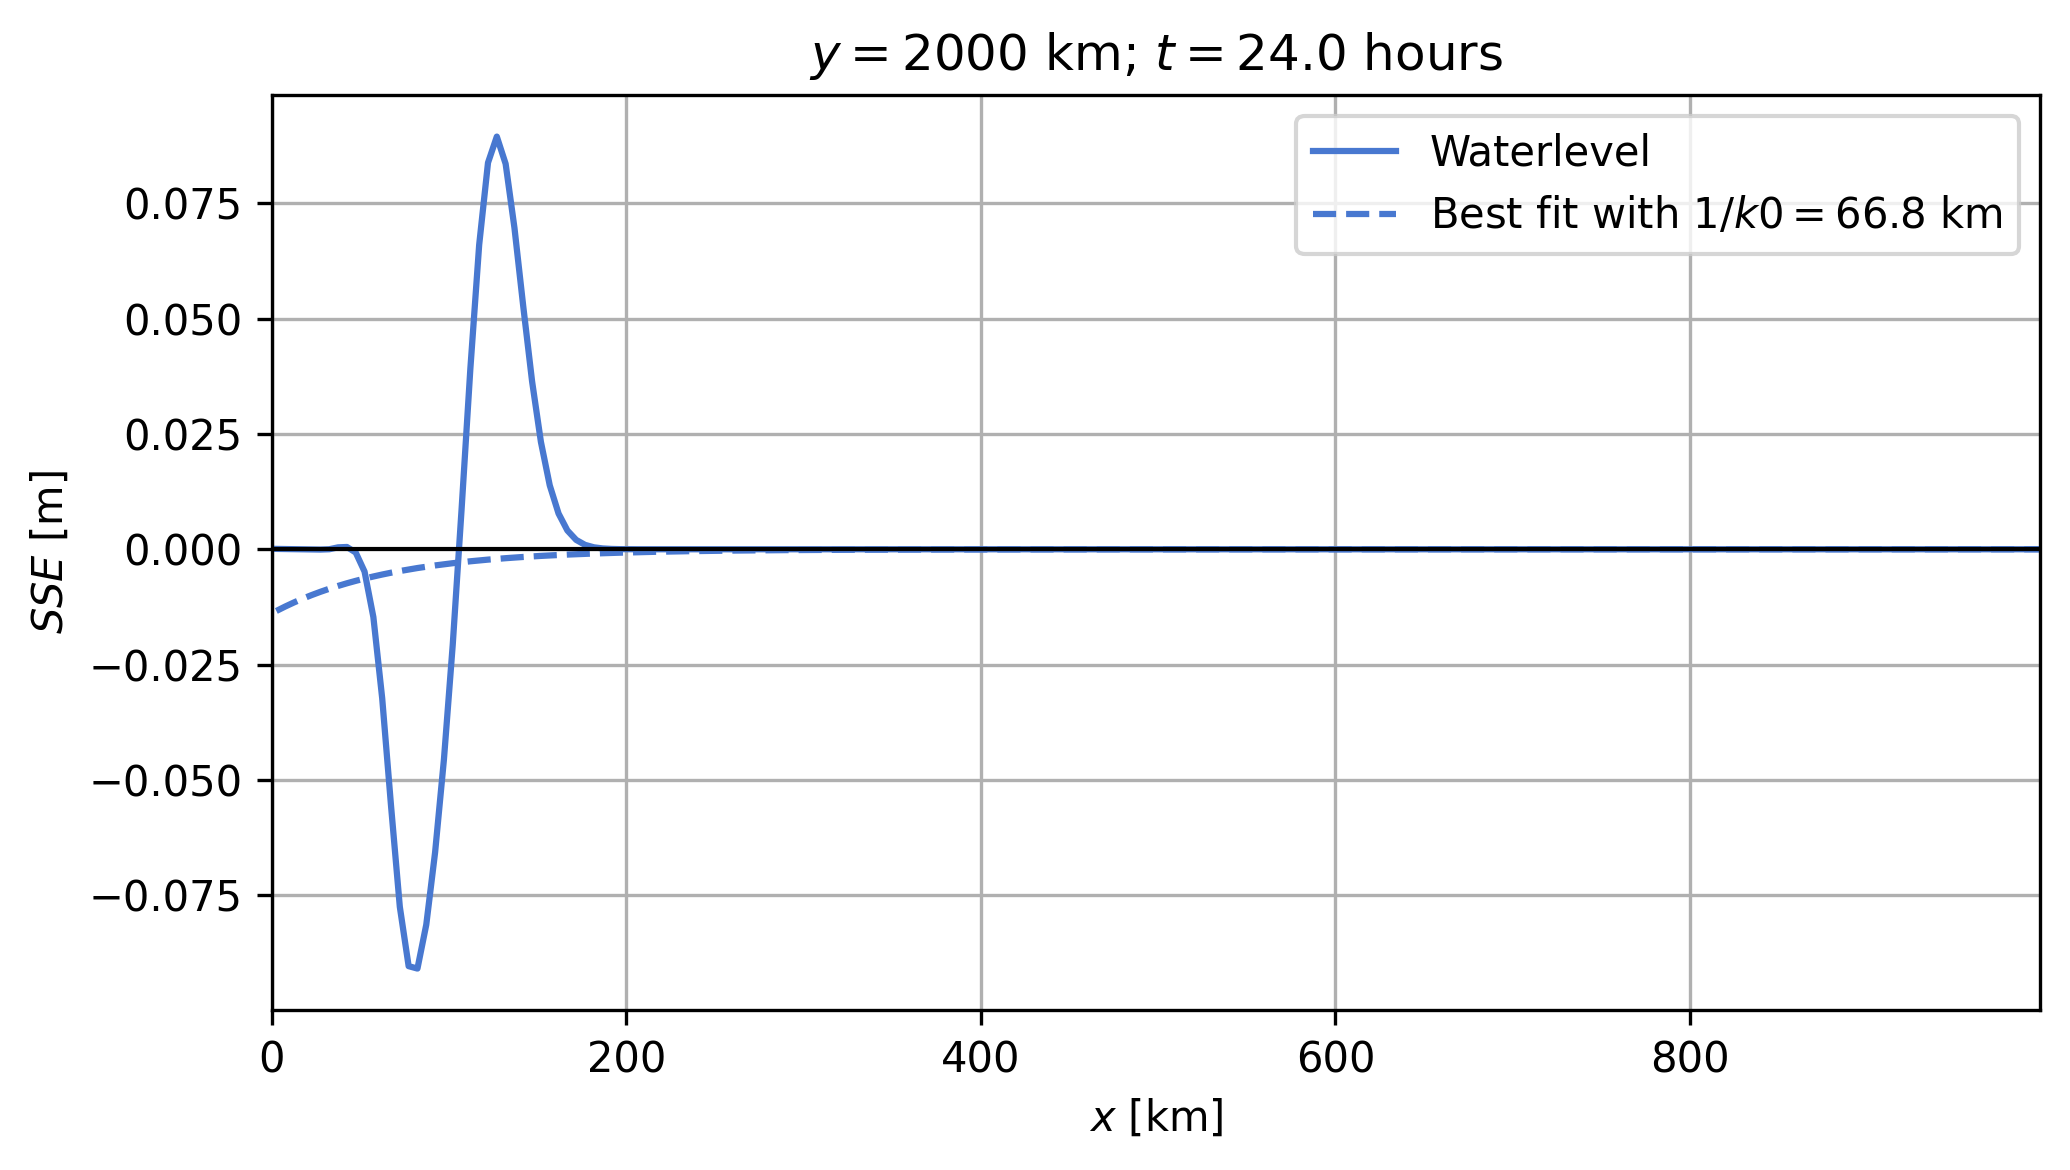 y = 2000 km; t = 24.0 hours
Waterlevel
Best fit with 1/k0 = 66.8 km
0.075
0.050
0.025
0.000
−0.025
−0.050
−0.075
SSE [m]
0 200 400 600 800
x [km]